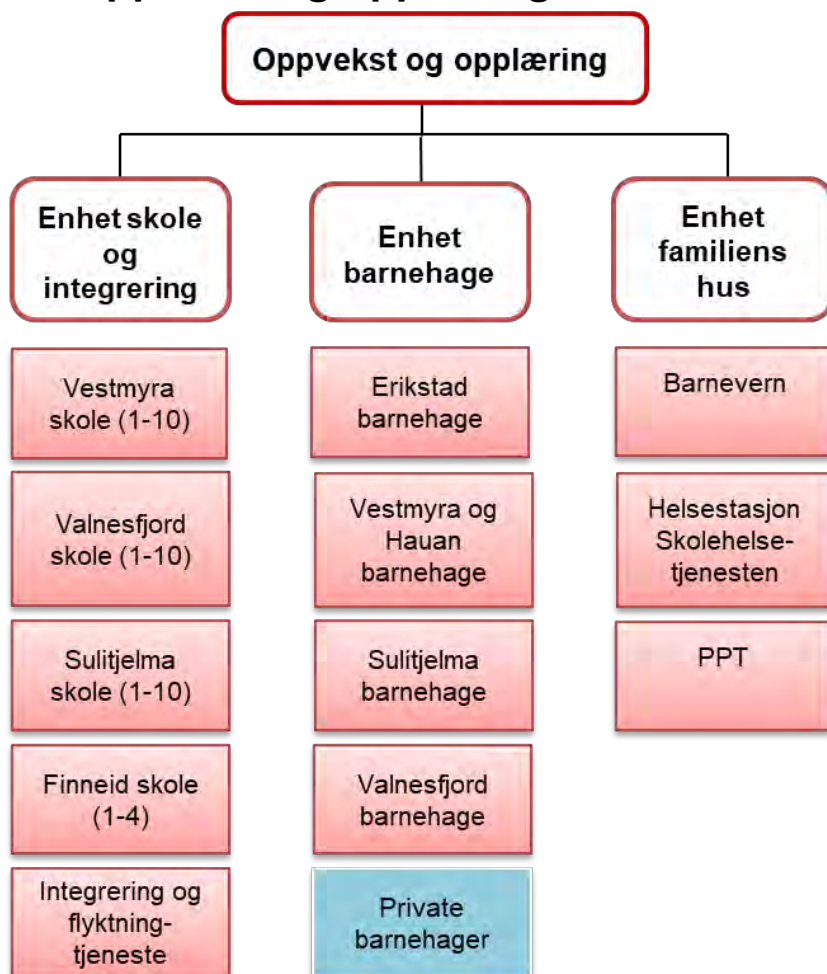 Oppvekst og opplæring
Enhet skole
og
integrering
Vestmyra
skole (1-10)
Valnesfjord
skole (1-10)
Sulitjelma
skole (1-10)
Finneid skole
(1-4)
Integrering og
flyktning-
tjeneste
Enhet
barnehage
Erikstad
barnehage
Vestmyra og
Hauan
barnehage
Sulitjelma
barnehage
Valnesfjord
barnehage
Private
barnehager
Enhet
familiens
hus
Barnevern
Helsestasjon
Skolehelse-
tjenesten
PPT